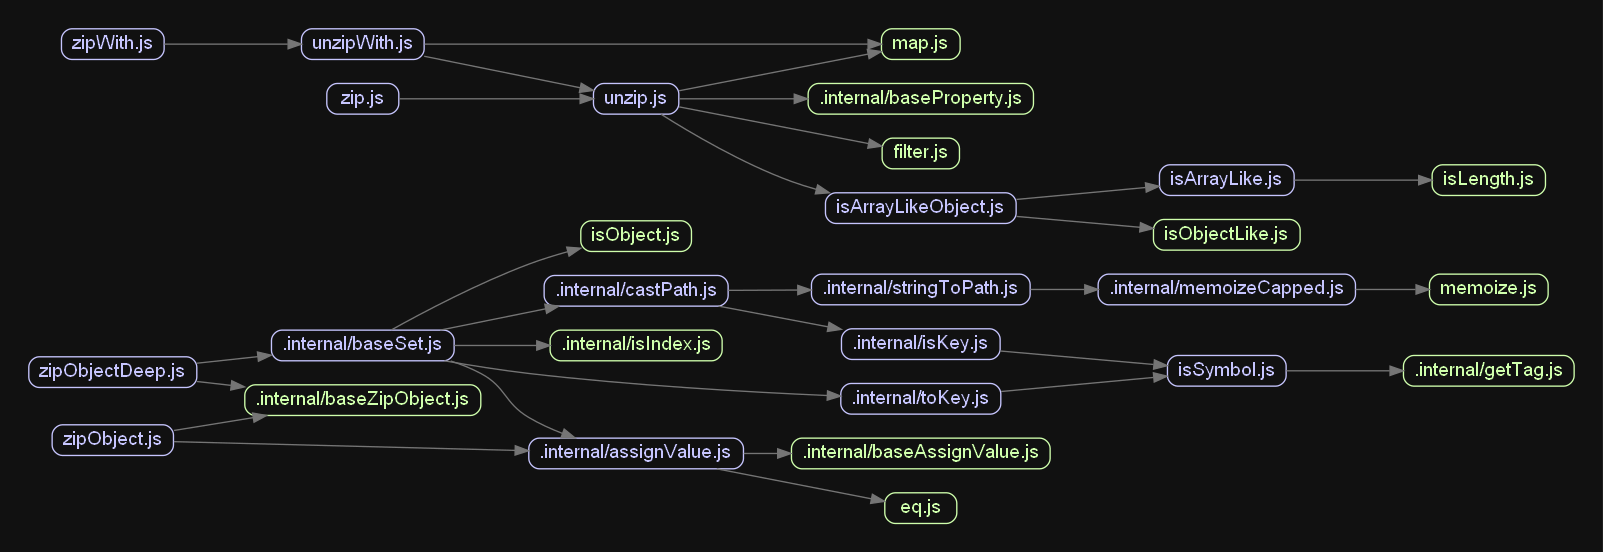 zipWith.js
unzipWith.js
map.js
zip.js
unzip.js
.internal/baseProperty.js
filter.js
isArrayLikeObject.js
isArrayLike.js
isLength.js
isObjectLike.js
isObject.js
.internal/castPath.js
.internal/stringToPath.js
.internal/memoizeCapped.js
memoize.js
.internal/baseSet.js
.internal/isIndex.js
.internal/isKey.js
zipObjectDeep.js
.internal/baseZipObject.js
.internal/toKey.js
isSymbol.js
.internal/getTag.js
zipObject.js
.internal/assignValue.js
.internal/baseAssignValue.js
eq.js